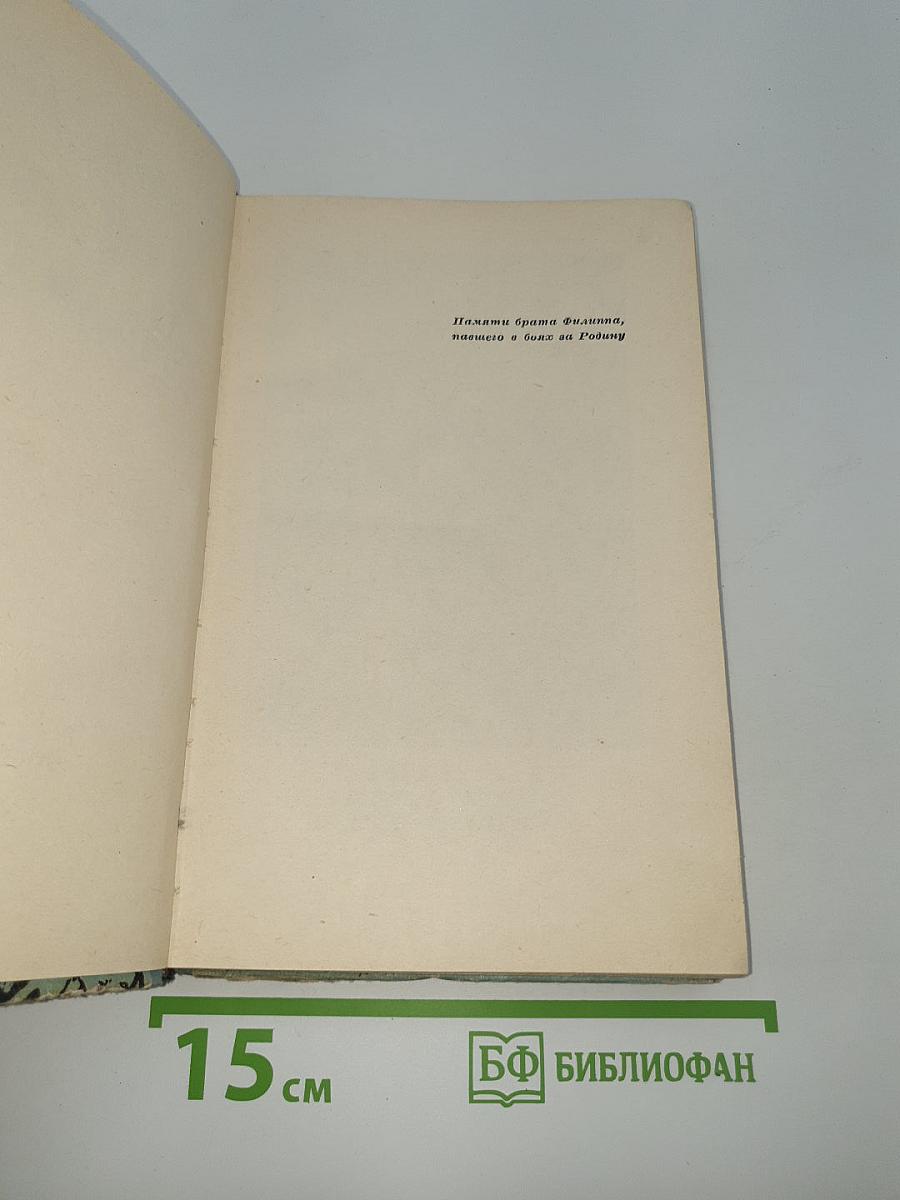 Памяти брата Филиппа,
павшего в боях за Родину
15 см
БФ БИБЛИОФАН